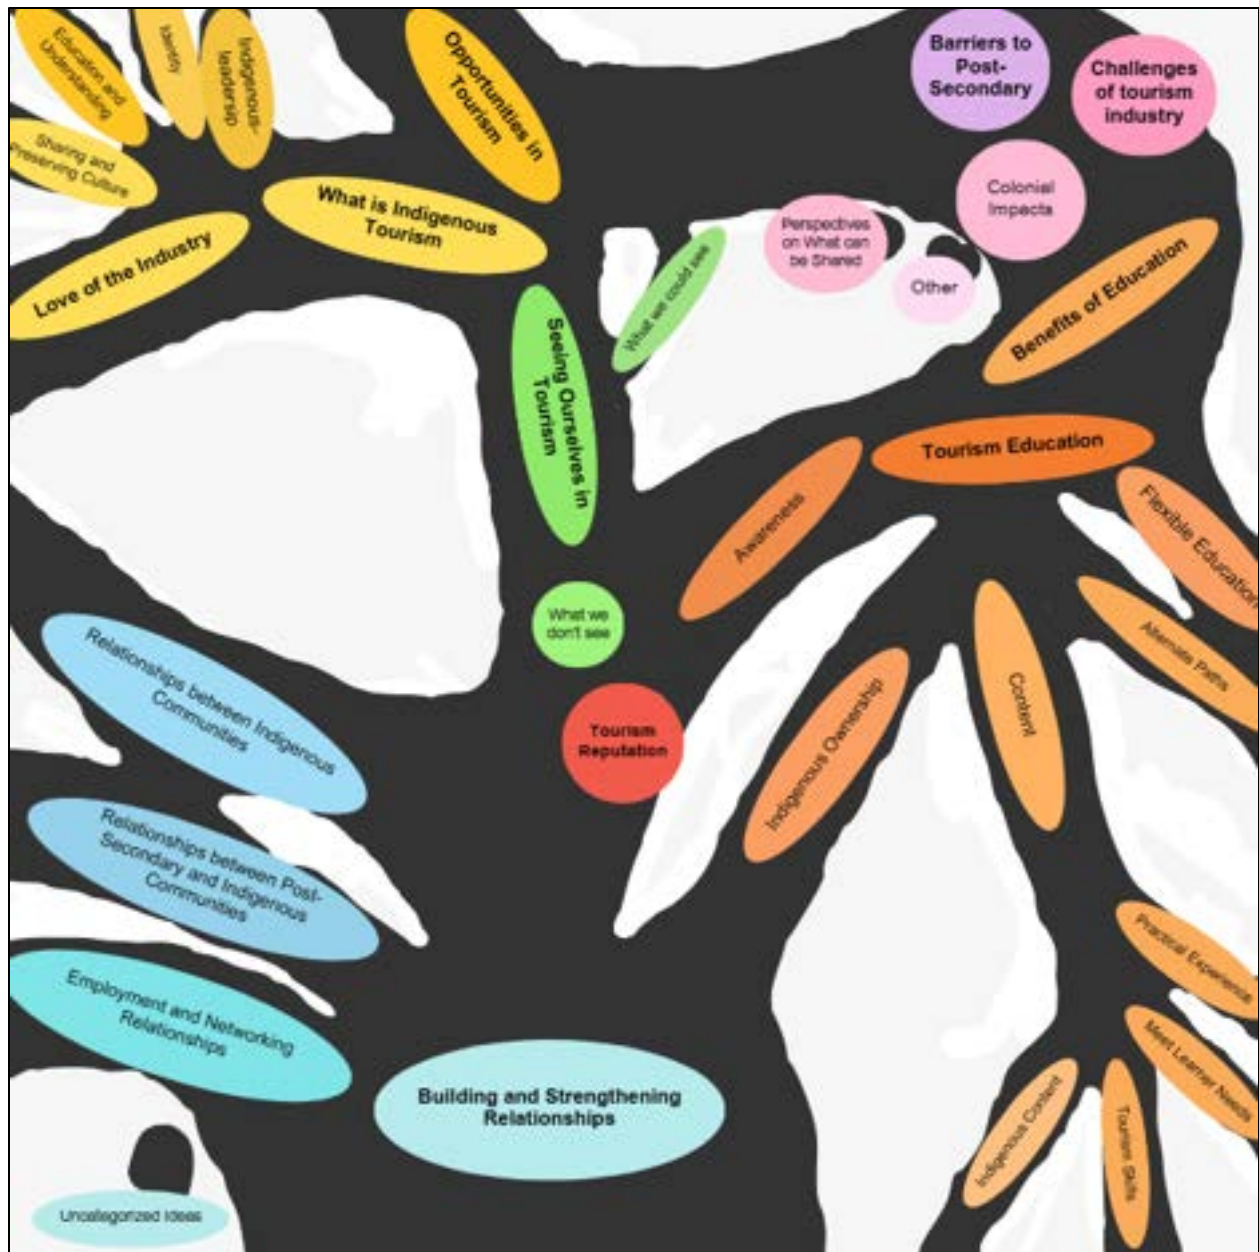 Education and
Understanding
Identity
Indigenous-
leadersip
Opportunities in
Tourism
Barriers to
Post-
Secondary
Challenges
of tourism
industry
Sharing and
Preserving Culture
What is Indigenous
Tourism
Love of the Industry
Colonial
Impacts
Perspectives
on What can
be Shared
Other
What we could see
Benefits of Education
Seeing Ourselves in
Tourism
Tourism Education
Awareness
Flexible Education
What we
don't see
Alternate Paths
Relationships between Indigenous
Communities
Content
Indigenous Ownership
Tourism
Reputation
Relationships between Post-
Secondary and Indigenous
Communities
Practical Experience
Employment and Networking
Relationships
Meet Learner Needs
Building and Strengthening
Relationships
Indigenous Content
Tourism Skills
Uncategorized Ideas